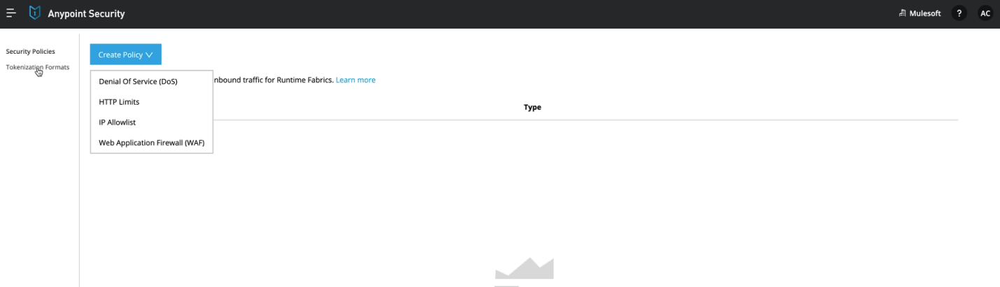 Anypoint Security
Mulesoft
?
AC
Security Policies
Tokenization Formats
Create Policy
Denial Of Service (DoS)
HTTP Limits
IP Allowlist
Web Application Firewall (WAF)
traffic for Runtime Fabrics. Learn more
Type